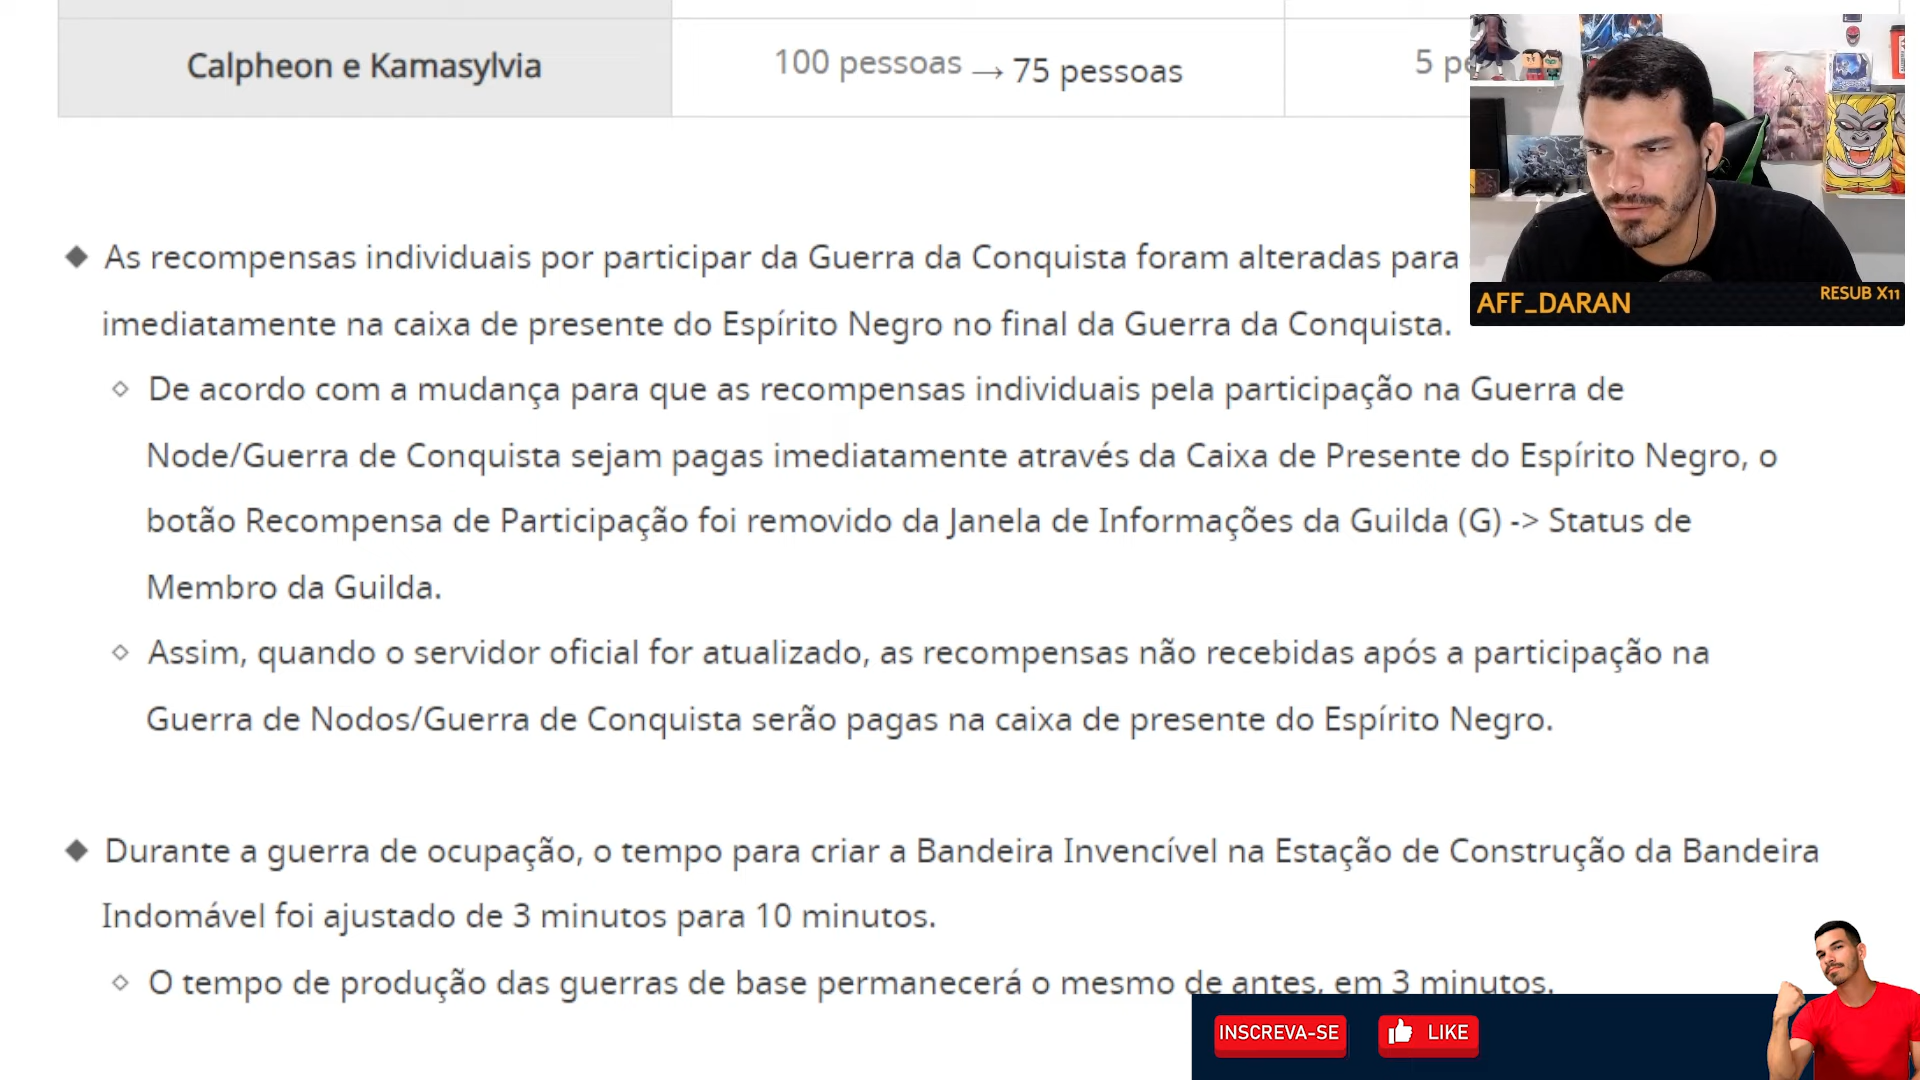 Calpheon e Kamasylvia
100 pessoas → 75 pessoas
5
◆ As recompensas individuais por participar da Guerra da Conquista foram alteradas para
imediatamente na caixa de presente do Espírito Negro no final da Guerra da Conquista.
◇ De acordo com a mudança para que as recompensas individuais pela participação na Guerra de
Node/Guerra de Conquista sejam pagas imediatamente através da Caixa de Presente do Espírito Negro, o
botão Recompensa de Participação foi removido da Janela de Informações da Guilda (G) -> Status de
Membro da Guilda.
◇ Assim, quando o servidor oficial for atualizado, as recompensas não recebidas após a participação na
Guerra de Nodos/Guerra de Conquista serão pagas na caixa de presente do Espírito Negro.
◆ Durante a guerra de ocupação, o tempo para criar a Bandeira Invencível na Estação de Construção da Bandeira
Indomável foi ajustado de 3 minutos para 10 minutos.
◇ O tempo de produção das guerras de base permanecerá o mesmo de antes, em 3 minutos.
AFF_DARAN
RESUB X11
INSCREVA-SE
LIKE